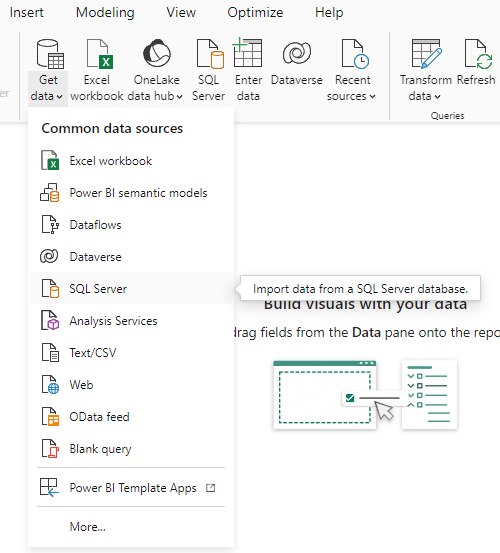 Insert Modeling View Optimize Help
Get data
Excel workbook
OneLake data hub
SQL Server
Enter data
Dataverse
Recent sources
Transform data
Refresh
Queries
Common data sources
Excel workbook
Power BI semantic models
Dataflows
Dataverse
SQL Server
Import data from a SQL Server database.
Build visuals with your data
Analysis Services
drag fields from the Data pane onto the repo
Text/CSV
Web
OData feed
Blank query
Power BI Template Apps
More...